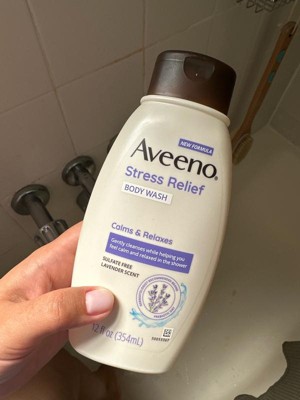 NEW FORMULA
Aveeno®
Stress Relief
BODY WASH
Calms & Relaxes
Gently cleanses while helping you
feel calm and relaxed in the shower
SULFATE FREE
LAVENDER SCENT
12 fl oz (354mL)